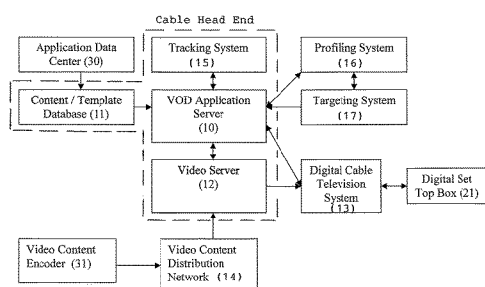 Cable Head End
Application Data
Center (30)
Tracking System
(15)
Profiling System
(16)
Content / Template
Database (11)
VOD Application
Server
(10)
Targeting System
(17)
Video Server
(12)
Digital Cable
Television
System
(13)
Digital Set
Top Box (21)
Video Content
Encoder (31)
Video Content
Distribution
Network (14)